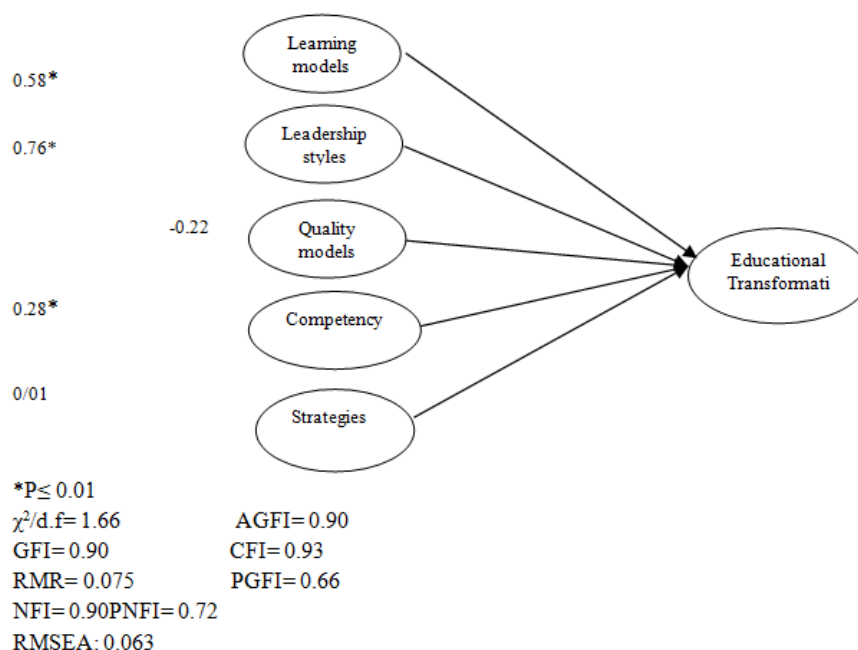 Learning
models
0.58*
Leadership
styles
0.76*
Quality
models
-0.22
Educational
Transformati
Competency
0.28*
Strategies
0/01
*P≤ 0.01
χ²/d.f= 1.66 AGFI= 0.90
GFI= 0.90 CFI= 0.93
RMR= 0.075 PGFI= 0.66
NFI= 0.90PNFI= 0.72
RMSEA: 0.063